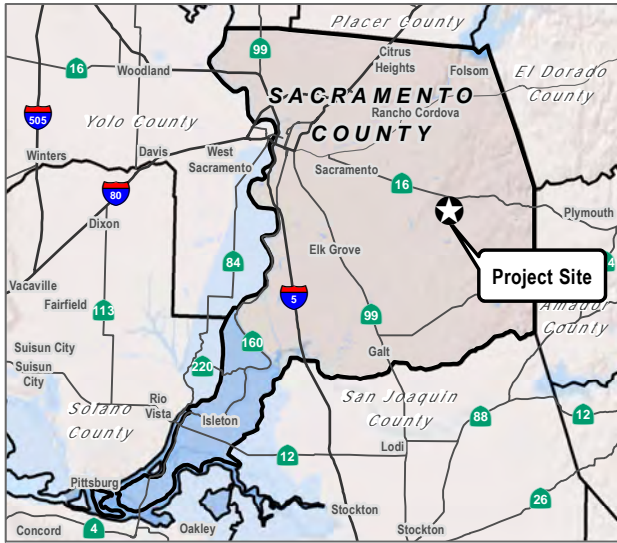 Placer County
99
Citrus
Heights
16
Woodland
Folsom
El Dorado
County
SACRAMENTO
COUNTY
Rancho Cordova
505
Yolo County
Winters
Davis
West
Sacramento
Sacramento
16
80
Dixon
Plymouth
Elk Grove
84
Project Site
4
Vacaville
Fairfield
113
5
99
Amador
County
160
Galt
Suisun City
Suisun
City
220
Solano
County
Rio
Vista
Isleton
San Joaquin
County
88
12
12
Lodi
Pittsburg
26
Stockton
Concord
4
Oakley
Stockton